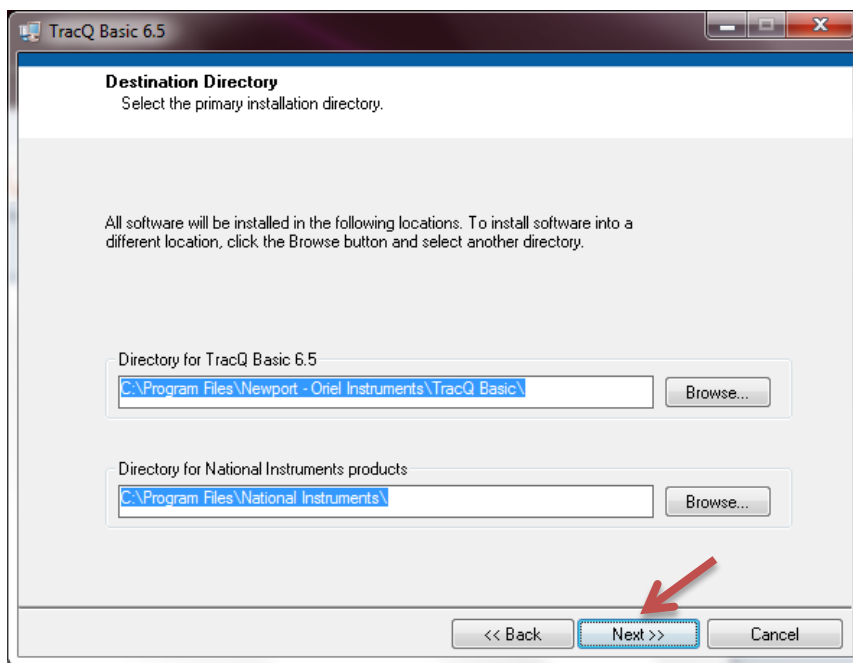 TracQ Basic 6.5
Destination Directory
Select the primary installation directory.
All software will be installed in the following locations. To install software into a
different location, click the Browse button and select another directory.
Directory for TracQ Basic 6.5
C:\Program Files\Newport - Oriel Instruments\TracQ Basic\
Browse...
Directory for National Instruments products
C:\Program Files\National Instruments\
Browse...
<< Back
Next >>
Cancel